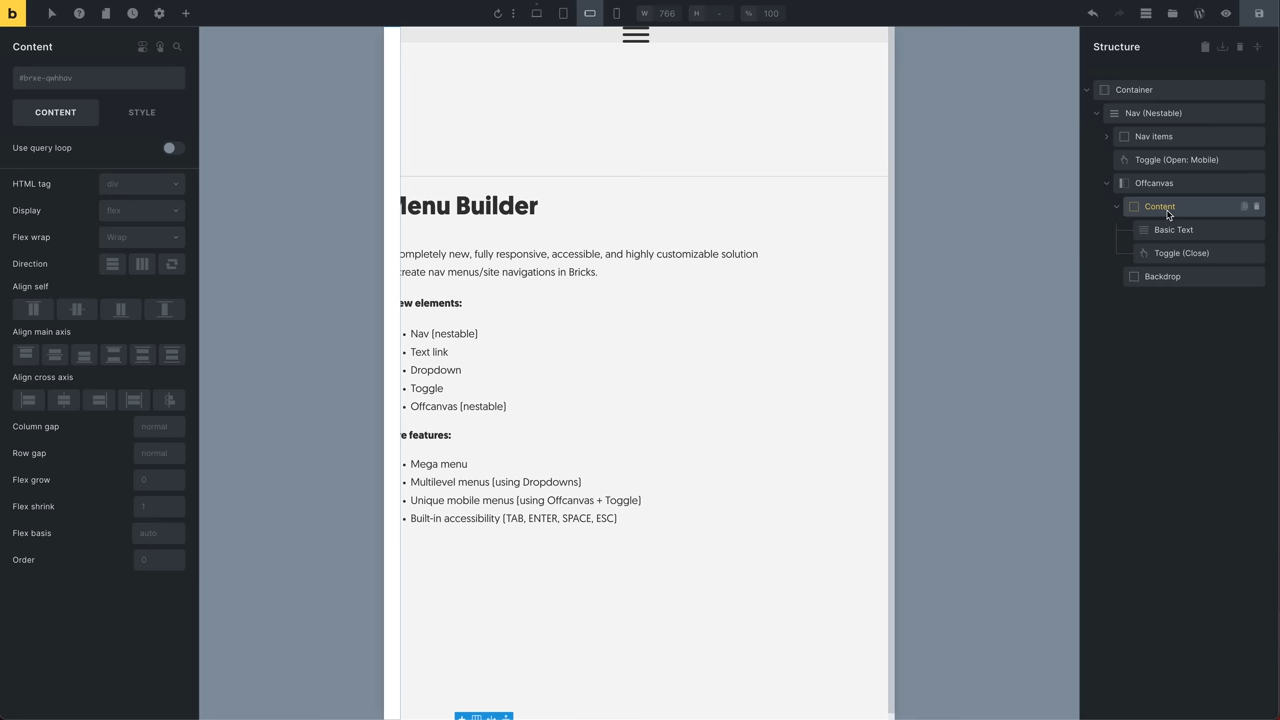 b
W 766 H - % 100
Content
#brxe-qwhhav
CONTENT STYLE
Use query loop
HTML tag div
Display flex
Flex wrap Wrap
Direction
Align self
Align main axis
Align cross axis
Column gap normal
Row gap normal
Flex grow 0
Flex shrink 1
Flex basis auto
Order 0
Menu Builder
ompletely new, fully responsive, accessible, and highly customizable solution
create nav menus/site navigations in Bricks.
ew elements:
• Nav (nestable)
• Text link
• Dropdown
• Toggle
• Offcanvas (nestable)
e features:
• Mega menu
• Multilevel menus (using Dropdowns)
• Unique mobile menus (using Offcanvas + Toggle)
• Built-in accessibility (TAB, ENTER, SPACE, ESC)
Structure
Container
Nav (Nestable)
Nav items
Toggle (Open: Mobile)
Offcanvas
Content
Basic Text
Toggle (Close)
Backdrop